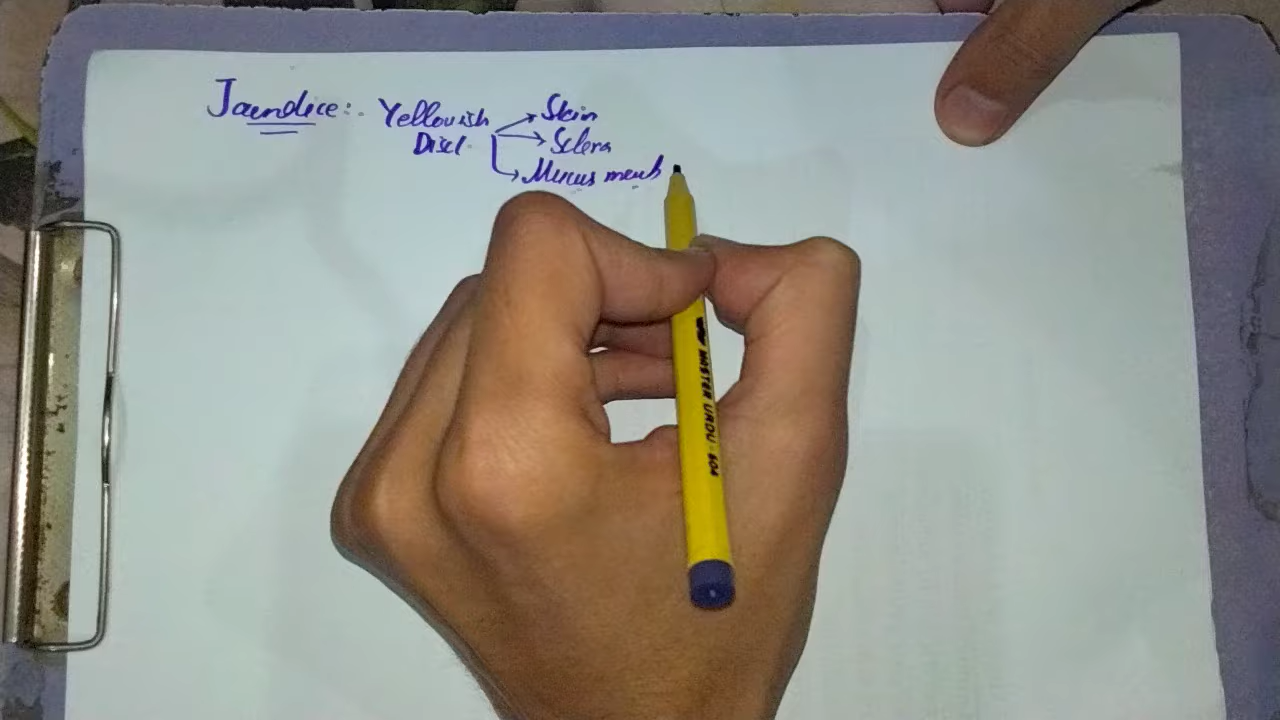 Jaundice:. Yellowish → Skin
Discl. → Sclera
→ Mucus memb
MASTER URDU - 604